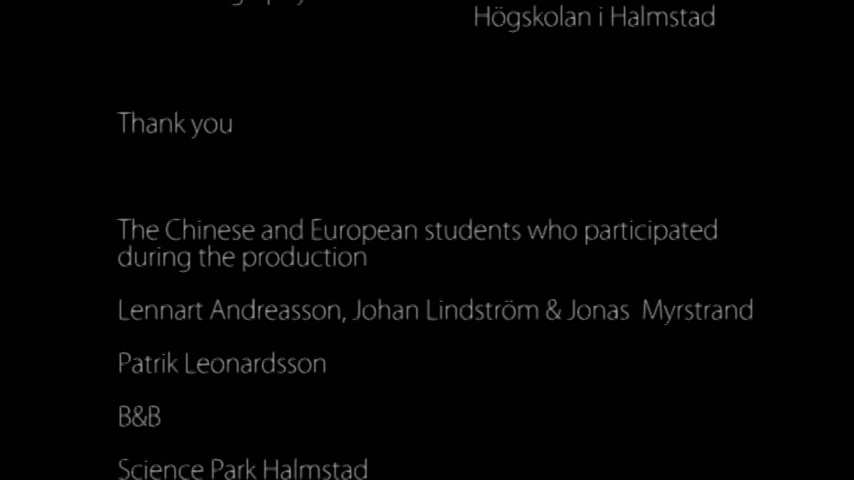 Högskolan i Halmstad
Thank you
The Chinese and European students who participated
during the production
Lennart Andreasson, Johan Lindström & Jonas Myrstrand
Patrik Leonardsson
B&B
Science Park Halmstad